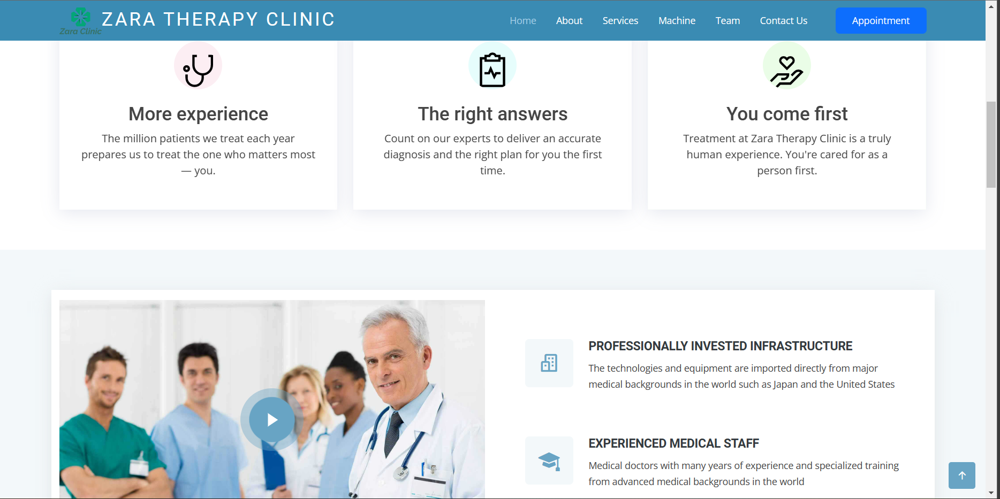 Zara Clinic
ZARA THERAPY CLINIC
Home
About
Services
Machine
Team
Contact Us
Appointment
More experience
The million patients we treat each year
prepares us to treat the one who matters most
— you.
The right answers
Count on our experts to deliver an accurate
diagnosis and the right plan for you the first
time.
You come first
Treatment at Zara Therapy Clinic is a truly
human experience. You're cared for as a
person first.
PROFESSIONALLY INVESTED INFRASTRUCTURE
The technologies and equipment are imported directly from major
medical backgrounds in the world such as Japan and the United States
EXPERIENCED MEDICAL STAFF
Medical doctors with many years of experience and specialized training
from advanced medical backgrounds in the world